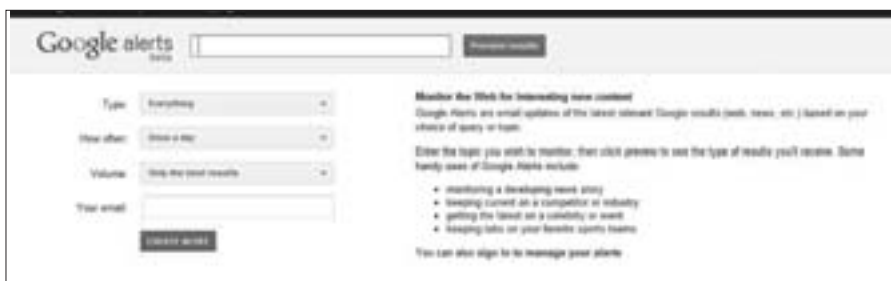 Google alerts
beta
Preview results
Type:
Everything
How often:
Once a day
Volume:
Only the best results
Your email:
CREATE ALERT
Monitor the Web for interesting new content
Google Alerts are email updates of the latest relevant Google results (web, news, etc.) based on your
choice of query or topic.
Enter the topic you wish to monitor, then click preview to see the type of results you'll receive. Some
handy uses of Google Alerts include:
monitoring a developing news story
keeping current on a competitor or industry
getting the latest on a celebrity or event
keeping tabs on your favorite sports teams
You can also sign in to manage your alerts